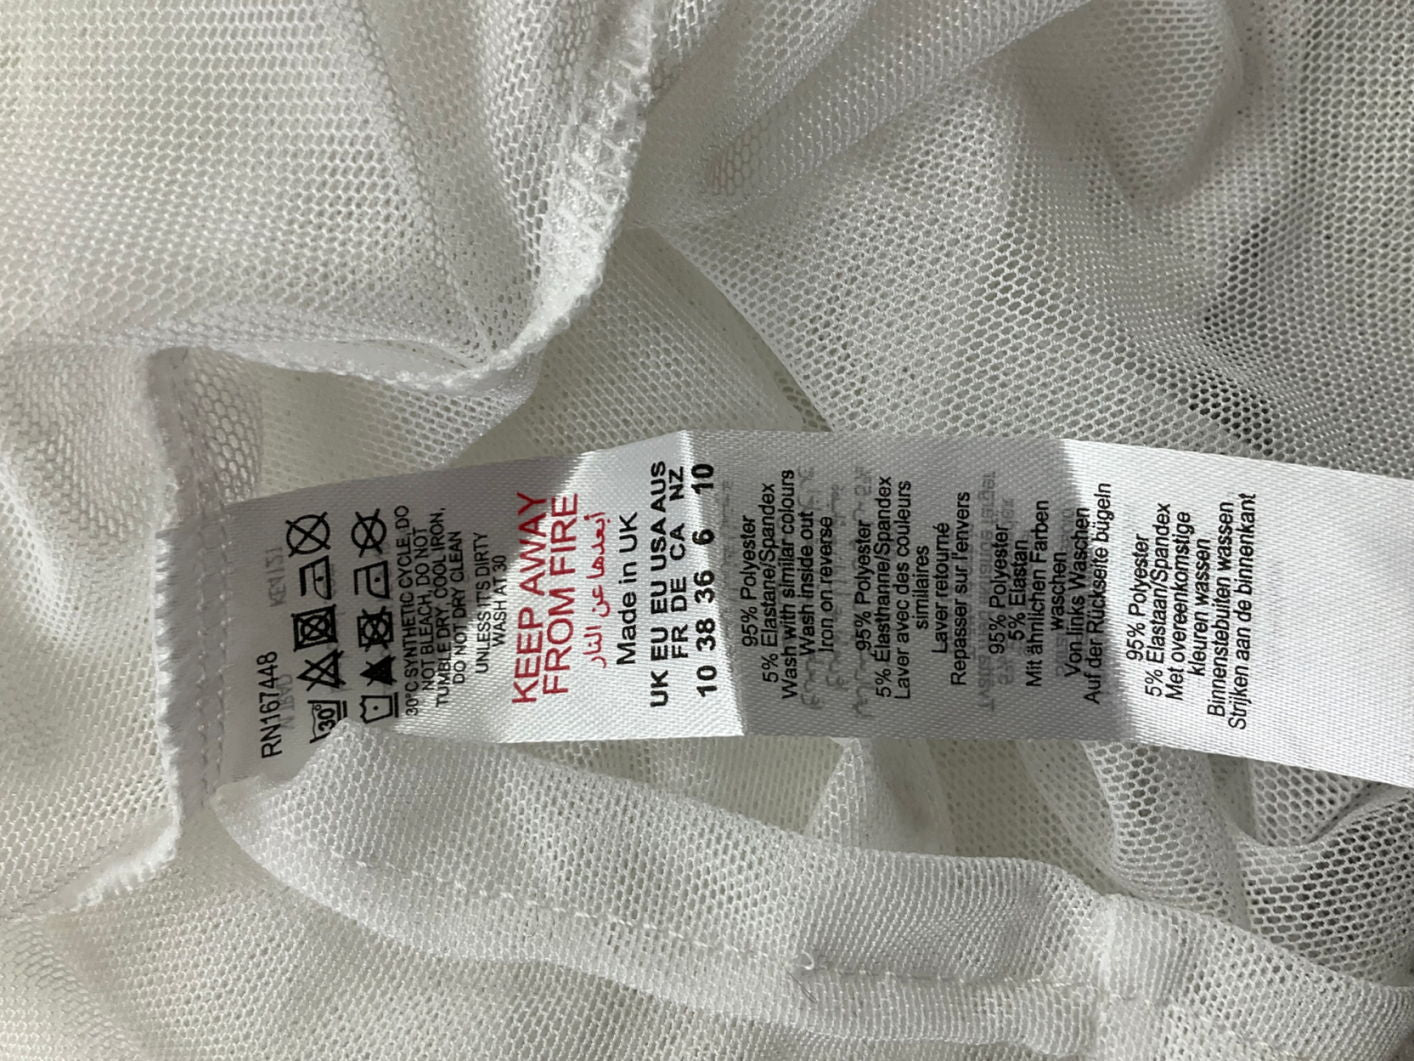 RN167448
30°
30°C SYNTHETIC CYCLE, DO
NOT BLEACH, DO NOT
TUMBLE DRY, COOL IRON,
DO NOT DRY CLEAN
UNLESS IT'S DIRTY
WASH AT 30
KEEP AWAY
FROM FIRE
أبعدها عن النار
Made in UK
UK EU EU USA AUS
FR DE CA NZ
10 38 36 6 10
95% Polyester
5% Elastane/Spandex
Wash with similar colours
Wash inside out
Iron on reverse
95% Polyester
5% Elasthanne/Spandex
Laver avec des couleurs
similaires
Laver retourné
Repasser sur l'envers
95% Polyester
5% Elastan
Mit ähnlichen Farben
waschen
Von links Waschen
Auf der Rückseite bügeln
95% Polyester
5% Elastaan/Spandex
Met overeenkomstige
kleuren wassen
Binnenstebuiten wassen
Strijken aan de binnenkant